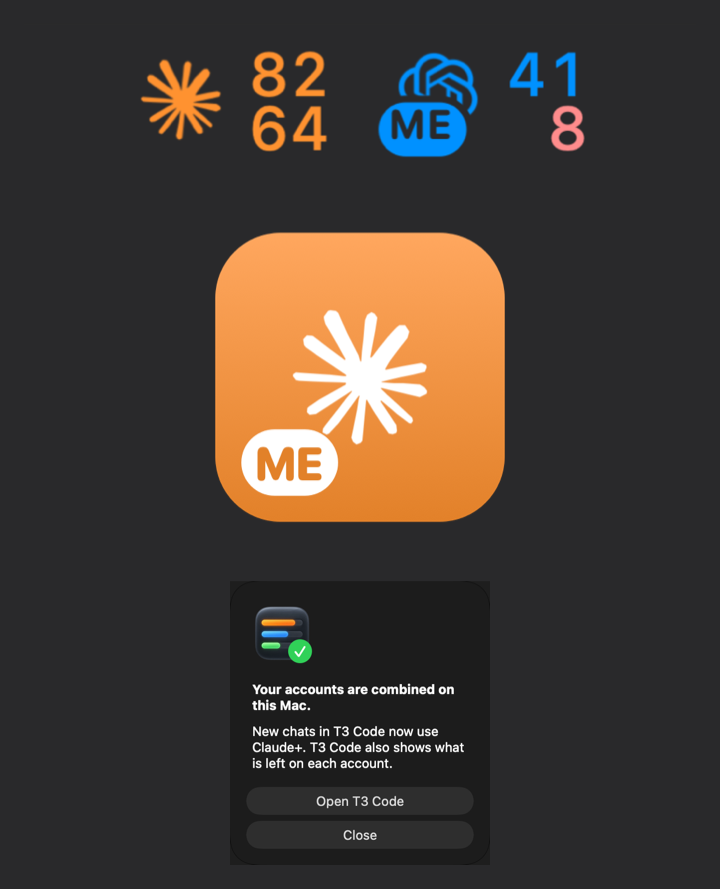 82 41
64 ME 8
ME
Your accounts are combined on
this Mac.
New chats in T3 Code now use
Claude+. T3 Code also shows what
is left on each account.
Open T3 Code
Close